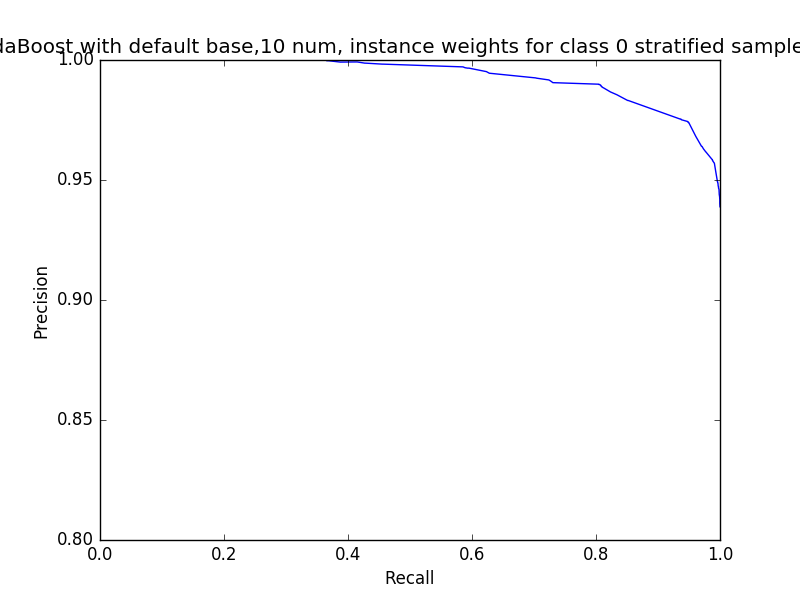 daBoost with default base,10 num, instance weights for class 0 stratified sample
1.00
0.95
0.90
0.85
0.80
Precision
0.0 0.2 0.4 0.6 0.8 1.0
Recall